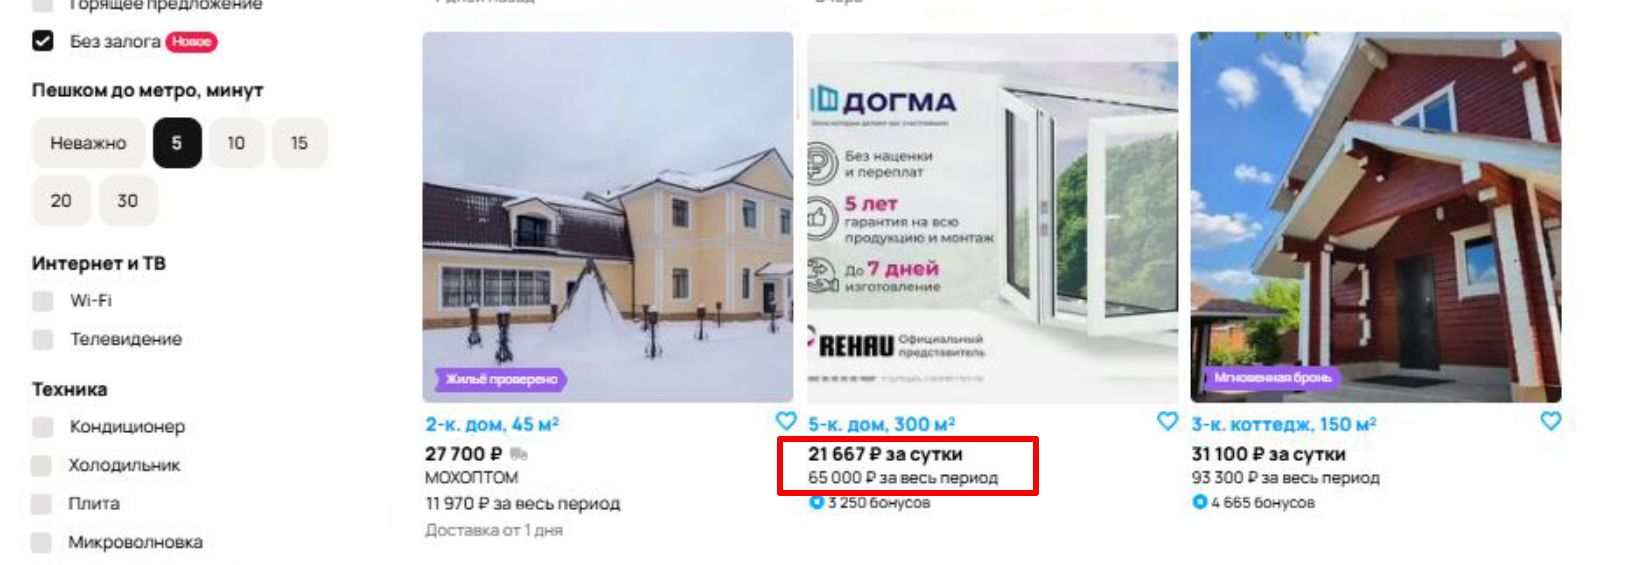 Горящее предложение
Без залога Новое
Пешком до метро, минут
Неважно 5 10 15
20 30
Интернет и ТВ
Wi-Fi
Телевидение
Техника
Кондиционер
Холодильник
Плита
Микроволновка
Жильё проверено
2-к. дом, 45 м²
27 700 ₽
МОХОПТОМ
11 970 ₽ за весь период
Доставка от 1 дня
ДОГМА
Без наценки
и переплат
5 лет
гарантия на всю
продукцию и монтаж
До 7 дней
изготовление
REHAU Официальный
представитель
5-к. дом, 300 м²
21 667 ₽ за сутки
65 000 ₽ за весь период
3 250 бонусов
Мгновенная бронь
3-к. коттедж, 150 м²
31 100 ₽ за сутки
93 300 ₽ за весь период
4 665 бонусов